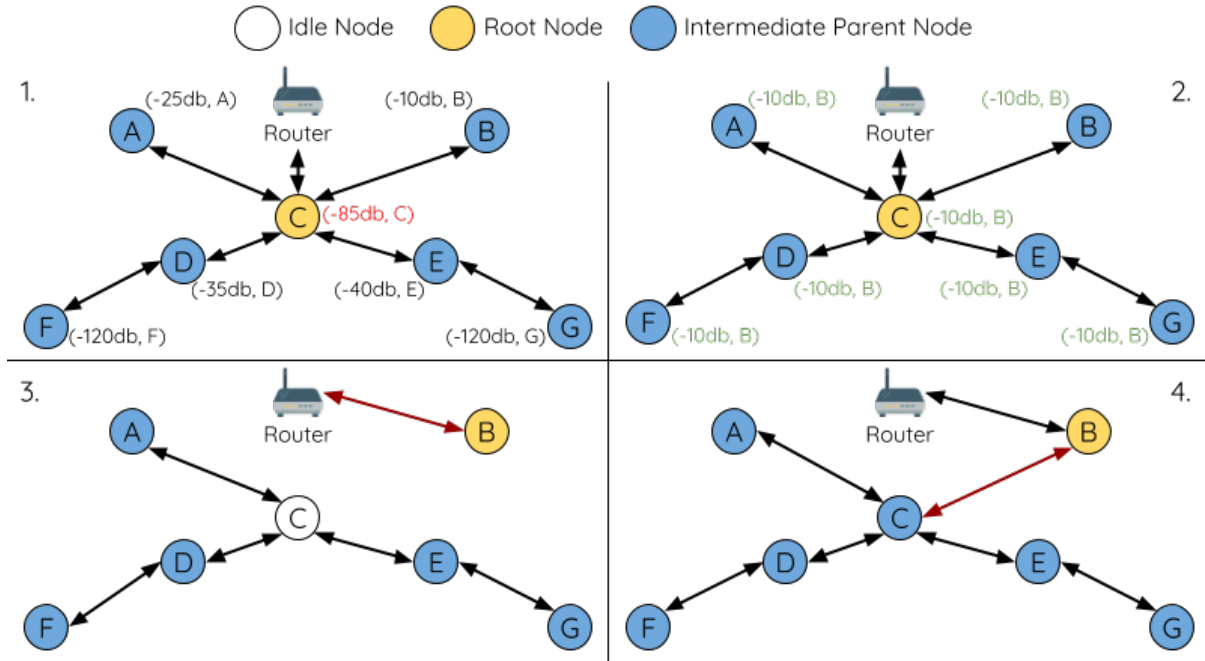 Idle Node
Root Node
Intermediate Parent Node
1.
(-25db, A)
(-10db, B)
A
Router
B
C
(-85db, C)
D
E
(-35db, D)
(-40db, E)
F
(-120db, F)
(-120db, G)
G
2.
(-10db, B)
(-10db, B)
A
Router
B
C
(-10db, B)
D
E
(-10db, B)
(-10db, B)
F
(-10db, B)
(-10db, B)
G
3.
A
Router
B
C
D
E
F
G
4.
A
Router
B
C
D
E
F
G